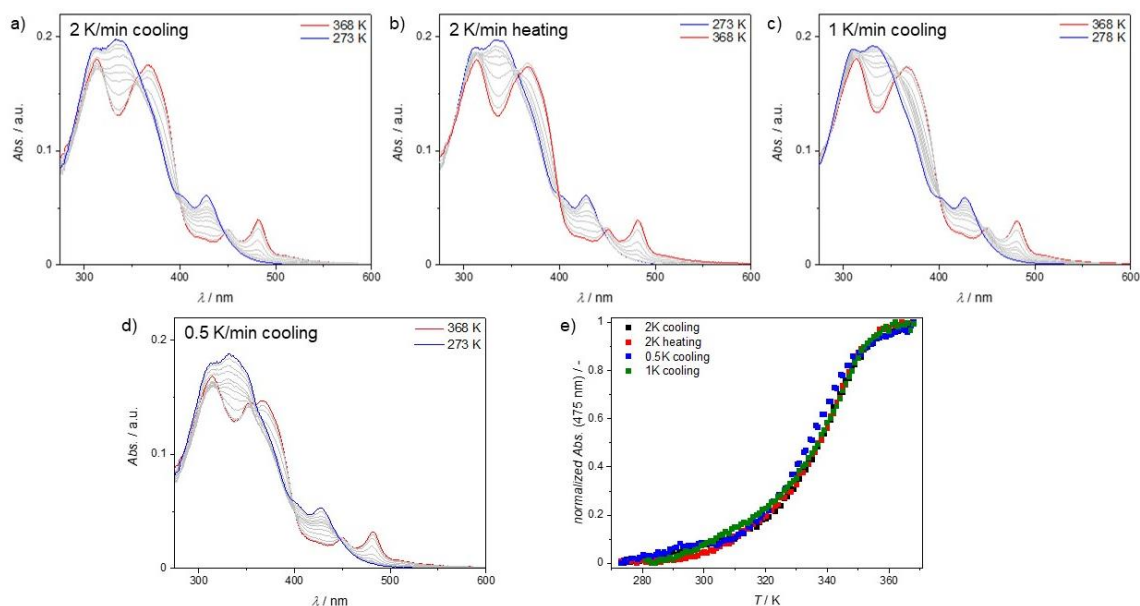 a) 2 K/min cooling
368 K
273 K
0.2
0.1
0
Abs. / a.u.
300 400 500 600
λ / nm
b) 2 K/min heating
273 K
368 K
0.2
0.1
0
Abs. / a.u.
300 400 500 600
λ / nm
c) 1 K/min cooling
368 K
278 K
0.2
0.1
0
Abs. / a.u.
300 400 500 600
λ / nm
d) 0.5 K/min cooling
368 K
273 K
0.2
0.1
0
Abs. / a.u.
300 400 500 600
λ / nm
e)
2K cooling
2K heating
0.5K cooling
1K cooling
1
0.8
0.6
0.4
0.2
0
normalized Abs. (475 nm) / -
280 300 320 340 360
T / K